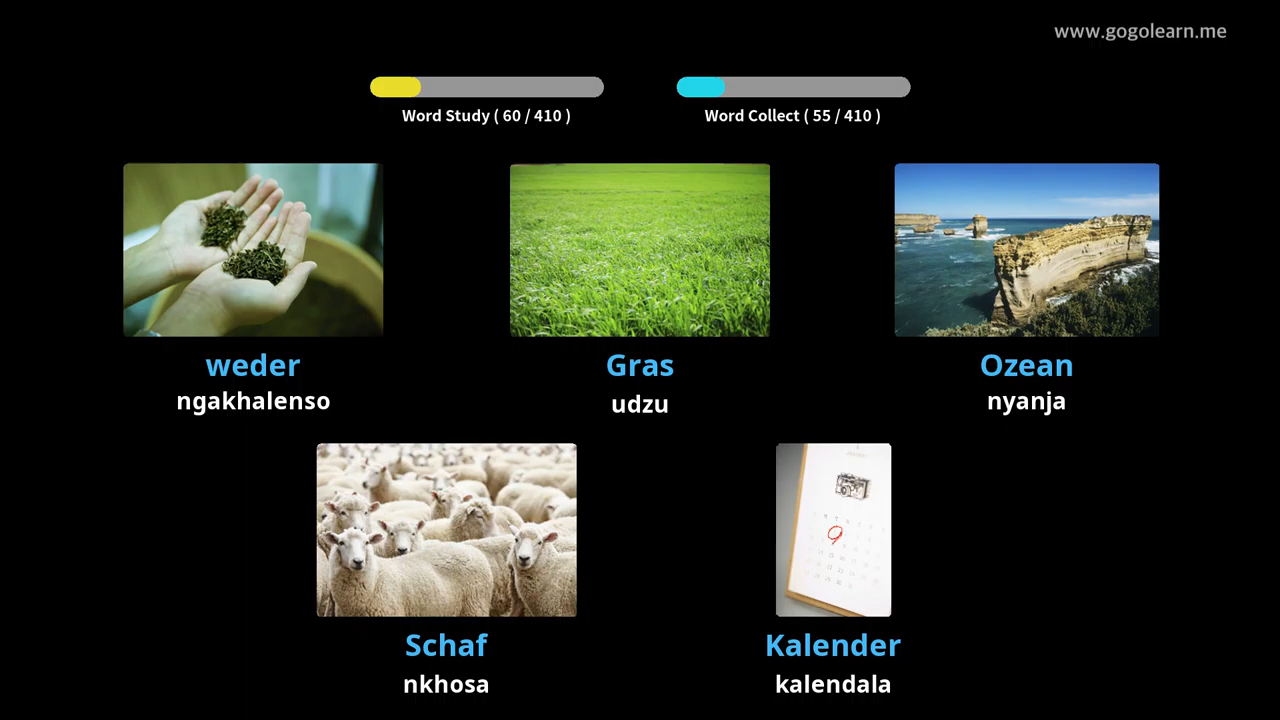 www.gogolearn.me
Word Study ( 60 / 410 )
Word Collect ( 55 / 410 )
weder
ngakhalenso
Gras
udzu
Ozean
nyanja
Schaf
nkhosa
Kalender
kalendala